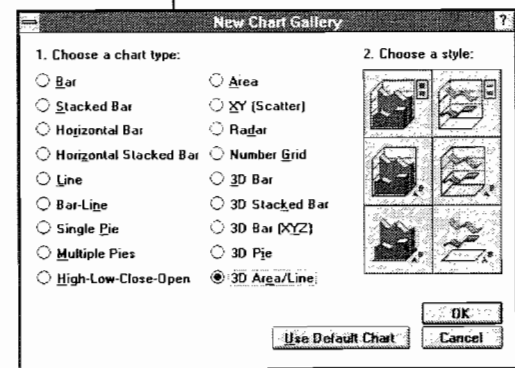 New Chart Gallery
?
1. Choose a chart type:
Bar
Stacked Bar
Horizontal Bar
Horizontal Stacked Bar
Line
Bar-Line
Single Pie
Multiple Pies
High-Low-Close-Open
Area
XY (Scatter)
Radar
Number Grid
3D Bar
3D Stacked Bar
3D Bar (XYZ)
3D Pie
3D Area/Line
2. Choose a style:
OK
Use Default Chart
Cancel